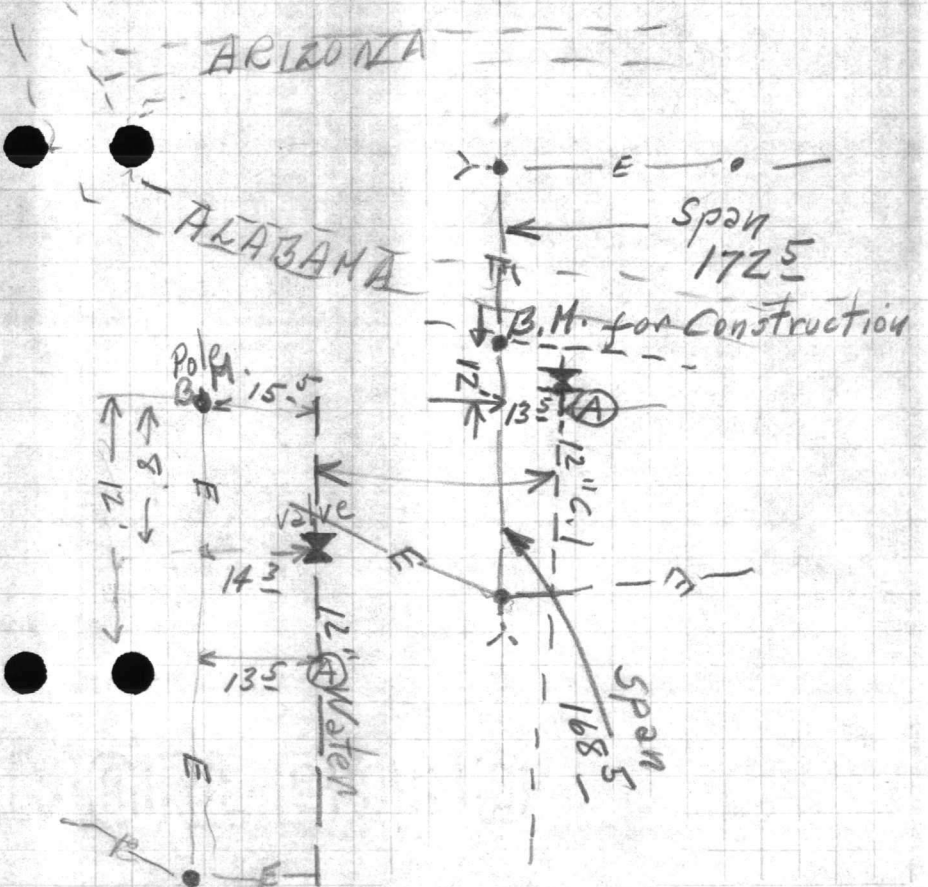 ARIZONA
ALABAMA
E
Span
172 5
E
B.M. for Construction
Pole
B.M.
15.5
12'
13 5
A
12" C.I
8'
12'
E
Valve
14 3
E
E
12"
Water
13 5
A
Span
168 5
E
E